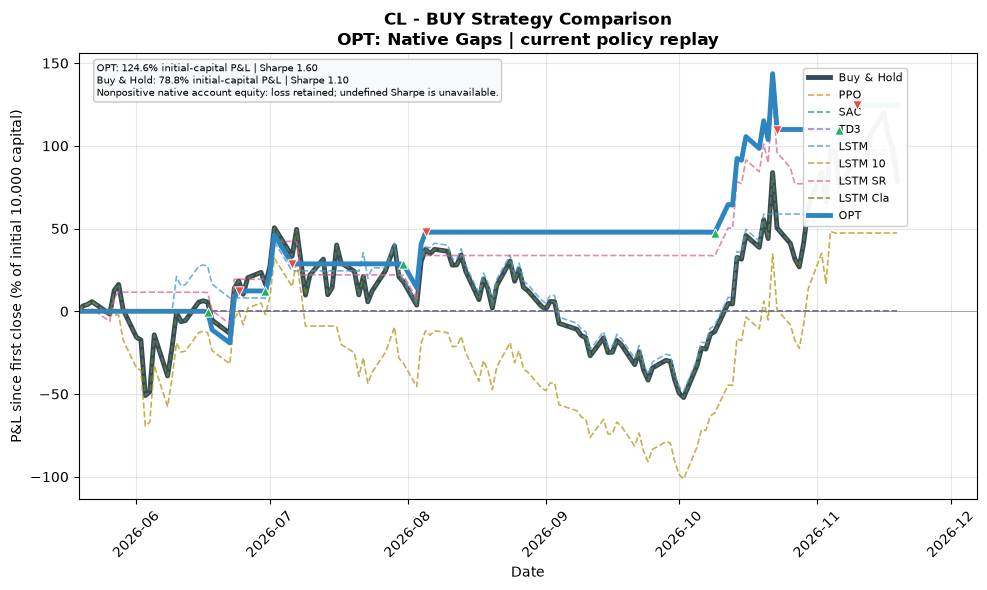 CL - BUY Strategy Comparison
OPT: Native Gaps | current policy replay
OPT: 124.6% initial-capital P&L | Sharpe 1.60
Buy & Hold: 78.8% initial-capital P&L | Sharpe 1.10
Nonpositive native account equity: loss retained; undefined Sharpe is unavailable.
Buy & Hold
PPO
SAC
TD3
LSTM
LSTM 10
LSTM SR
LSTM Cla
OPT
P&L since first close (% of initial 10,000 capital)
150
100
50
0
−50
−100
2026-06
2026-07
2026-08
2026-09
2026-10
2026-11
2026-12
Date